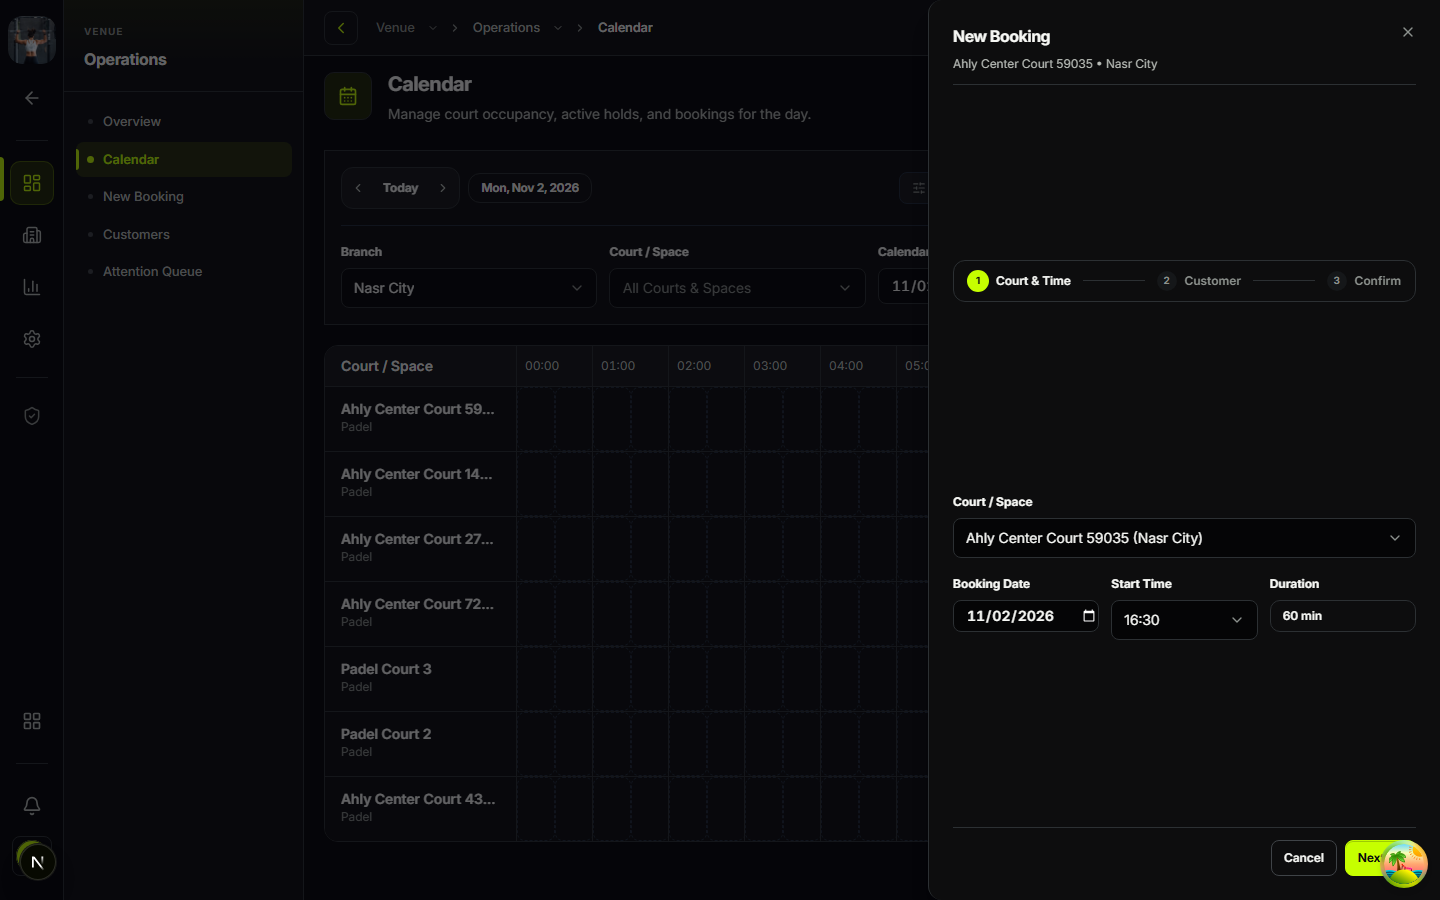 VENUE
Operations
Overview
Calendar
New Booking
Customers
Attention Queue
N
Venue
Operations
Calendar
Calendar
Manage court occupancy, active holds, and bookings for the day.
Today
Mon, Nov 2, 2026
Branch
Court / Space
Calendar
Nasr City
All Courts & Spaces
11/0
Court / Space
00:00
01:00
02:00
03:00
04:00
05:0
Ahly Center Court 59...
Padel
Ahly Center Court 14...
Padel
Ahly Center Court 27...
Padel
Ahly Center Court 72...
Padel
Padel Court 3
Padel
Padel Court 2
Padel
Ahly Center Court 43...
Padel
New Booking
Ahly Center Court 59035 • Nasr City
1 Court & Time
2 Customer
3 Confirm
Court / Space
Ahly Center Court 59035 (Nasr City)
Booking Date
Start Time
Duration
11/02/2026
16:30
60 min
Cancel
Nex